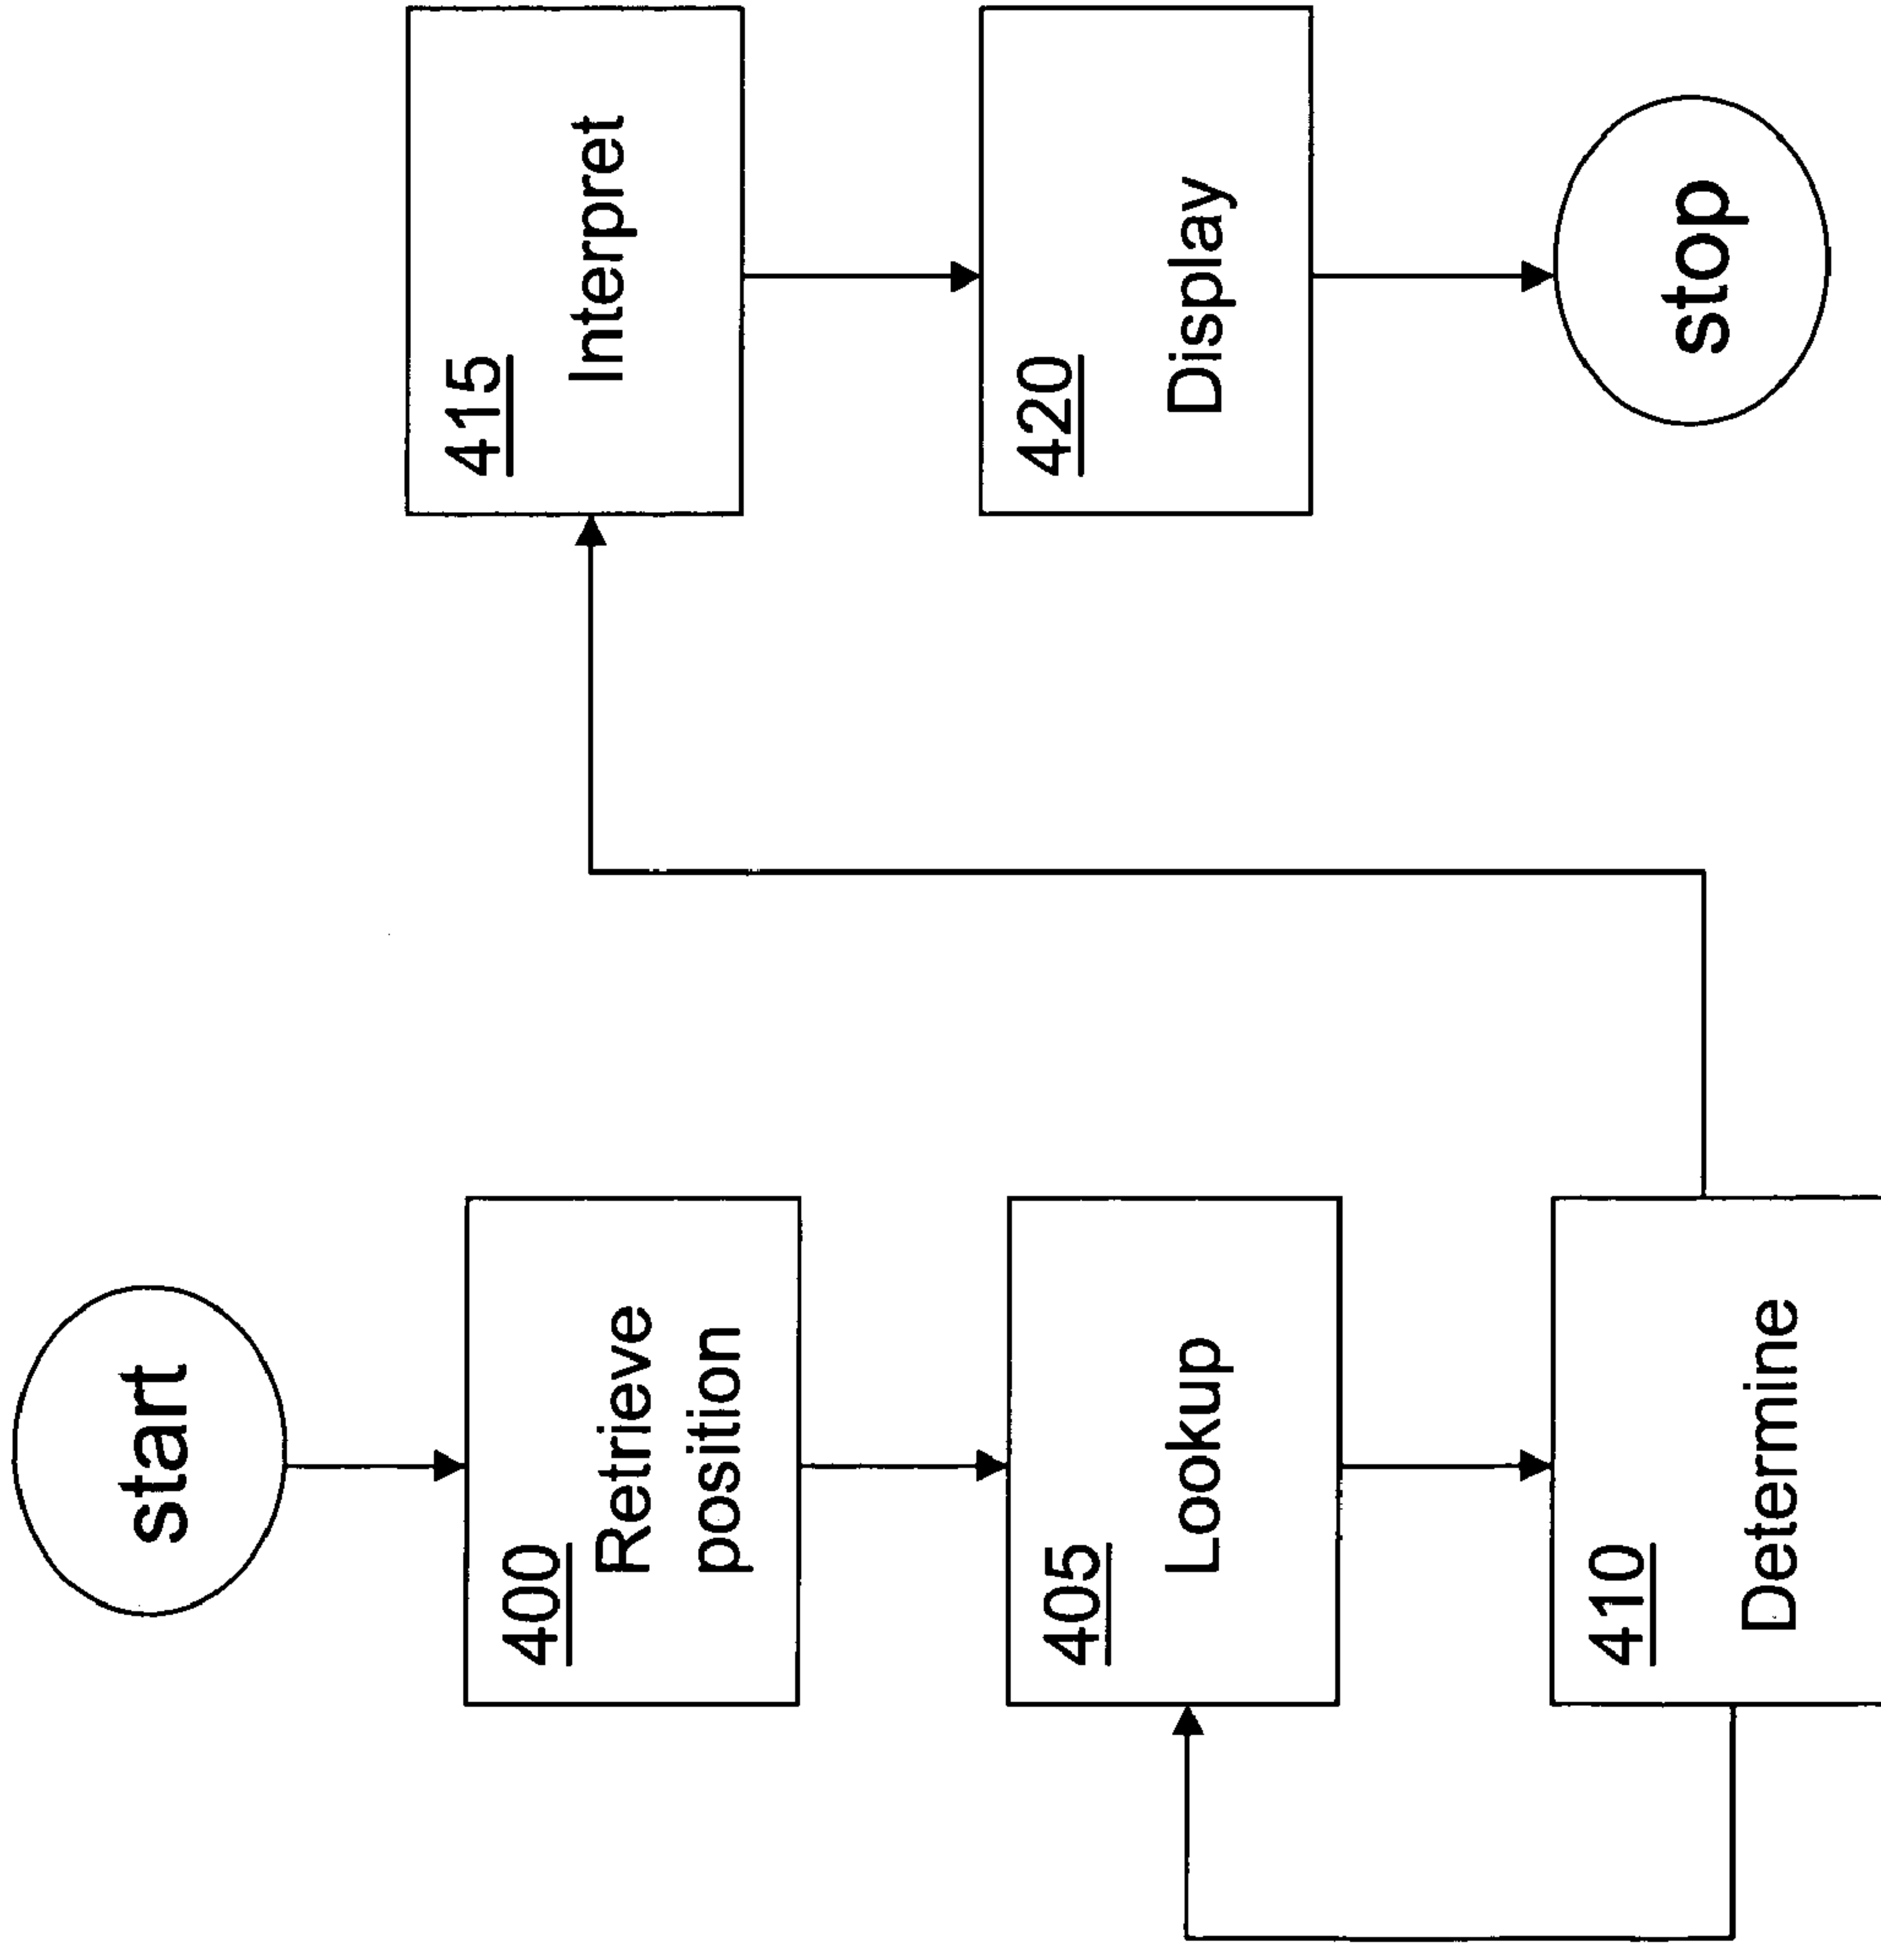 start
400
Retrieve
position
405
Lookup
410
Determine
415
Interpret
420
Display
stop